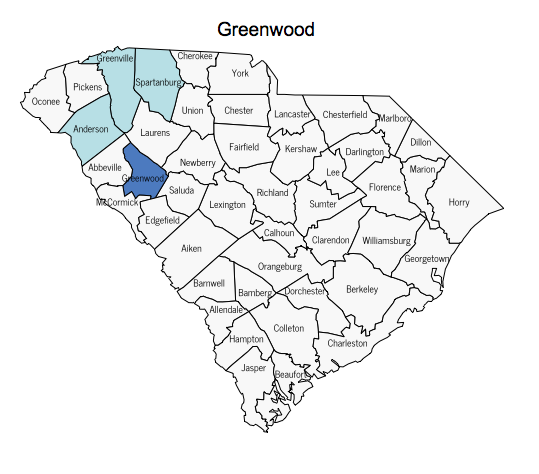 Greenwood
Cherokee
Greenville
Spartanburg
York
Pickens
Oconee
Union
Chester
Lancaster
Chesterfield
Marlboro
Anderson
Laurens
Dillon
Fairfield
Kershaw
Darlington
Abbeville
Newberry
Marion
Lee
Greenwood
Saluda
Richland
Florence
McCormick
Lexington
Sumter
Horry
Edgefield
Calhoun
Clarendon
Williamsburg
Aiken
Georgetown
Orangeburg
Barnwell
Bamberg
Dorchester
Berkeley
Allendale
Colleton
Hampton
Charleston
Jasper
Beaufort